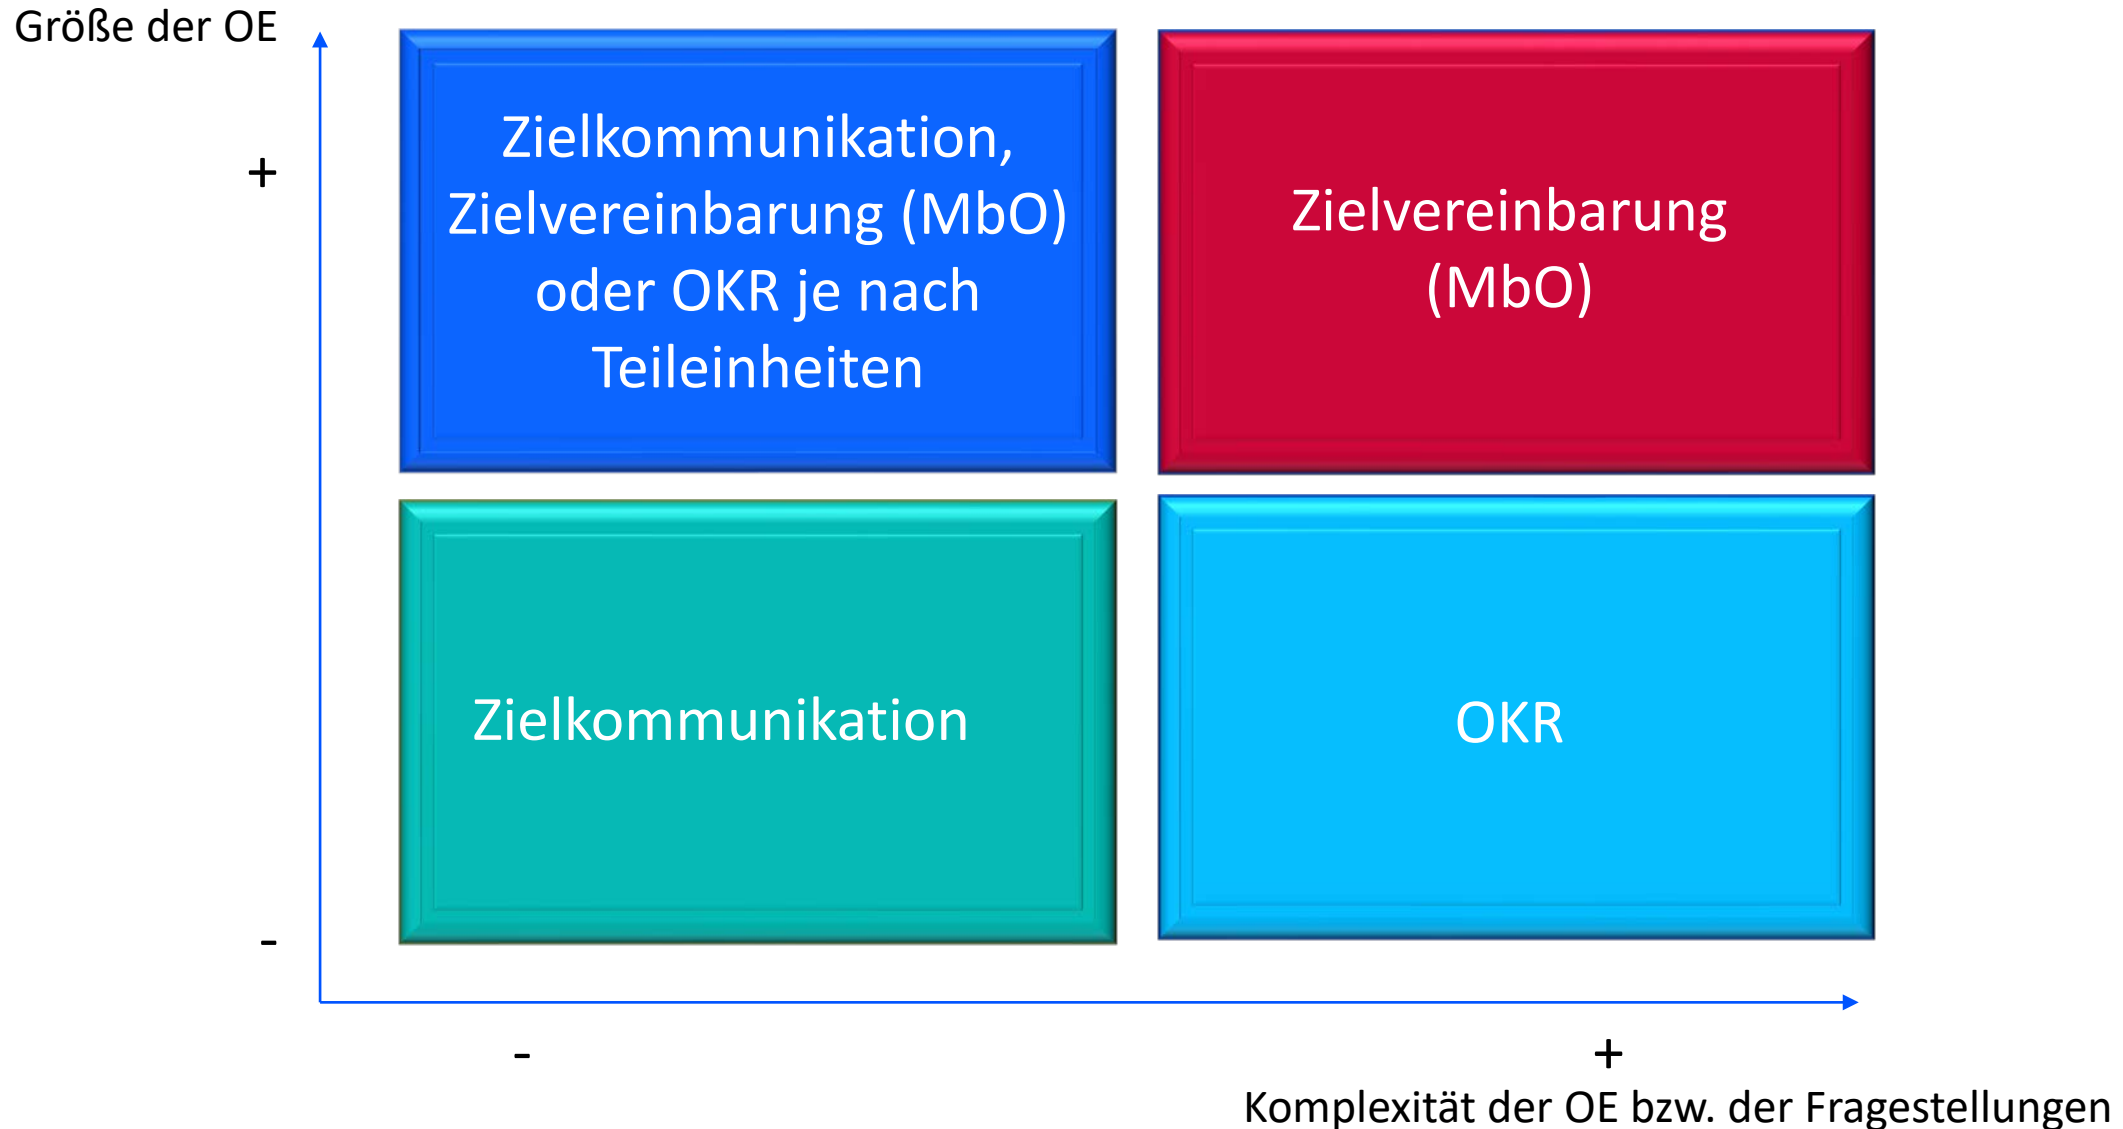 Größe der OE
+
Zielkommunikation,
Zielvereinbarung (MbO)
oder OKR je nach
Teileinheiten
Zielvereinbarung
(MbO)
Zielkommunikation
OKR
-
-
+
Komplexität der OE bzw. der Fragestellungen